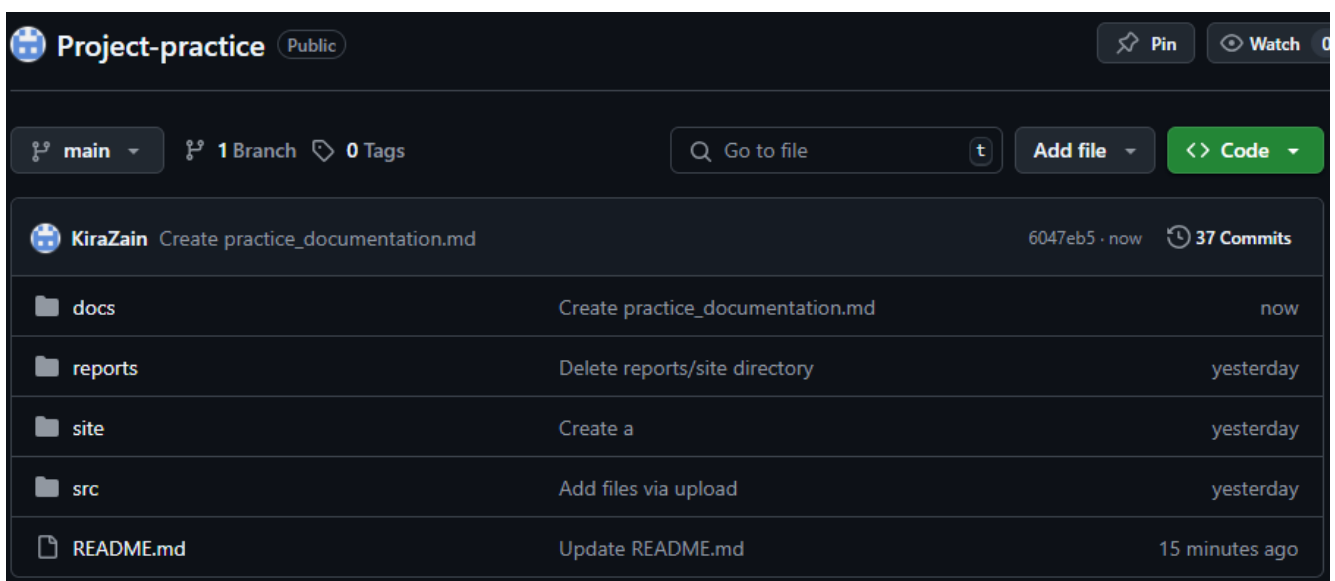 Project-practice Public Pin Watch 0
main 1 Branch 0 Tags Go to file t Add file Code
KiraZain Create practice_documentation.md 6047eb5 · now 37 Commits
docs Create practice_documentation.md now
reports Delete reports/site directory yesterday
site Create a yesterday
src Add files via upload yesterday
README.md Update README.md 15 minutes ago